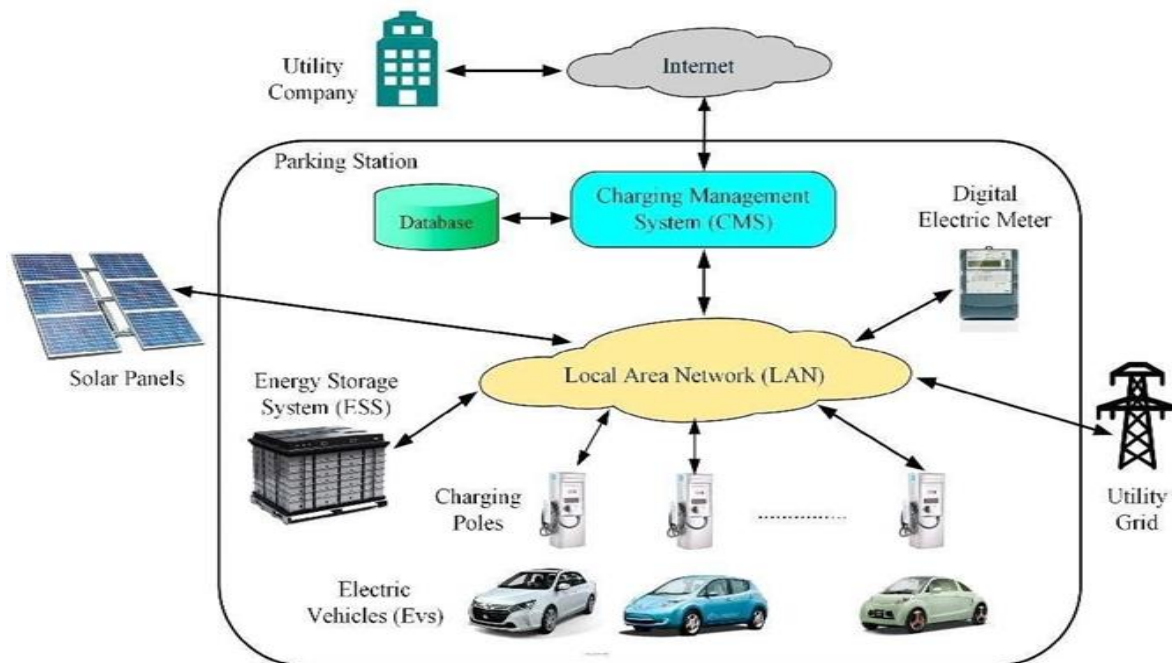 Utility
Company
Internet
Parking Station
Database
Charging Management
System (CMS)
Digital
Electric Meter
Solar Panels
Local Area Network (LAN)
Energy Storage
System (ESS)
Charging
Poles
Utility
Grid
Electric
Vehicles (Evs)